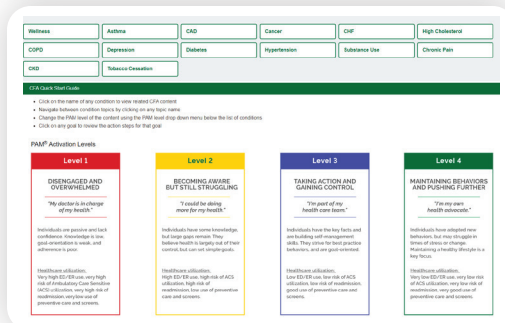 Wellness
Asthma
CAD
Cancer
CHF
High Cholesterol
COPD
Depression
Diabetes
Hypertension
Substance Use
Chronic Pain
CKD
Tobacco Cessation
CFA Quick Start Guide
• Click on the name of any condition to view related CFA content
• Navigate between condition topics by clicking on any topic name
• Change the PAM level of the content using the PAM level drop down menu below the list of conditions
• Click on any goal to review the action steps for that goal
PAM® Activation Levels
Level 1
DISENGAGED AND
OVERWHELMED
"My doctor is in charge
of my health."
Individuals are passive and lack
confidence. Knowledge is low,
goal-orientation is weak, and
adherence is poor.
Healthcare utilization:
Very high ED/ER use, very high
risk of Ambulatory Care Sensitive
(ACS) utilization, very high risk of
readmission, very low use of
preventive care and screens.
Level 2
BECOMING AWARE
BUT STILL STRUGGLING
"I could be doing
more for my health."
Individuals have some knowledge,
but large gaps remain. They
believe health is largely out of their
control, but can set simple goals.
Healthcare utilization:
High ED/ER use, high risk of ACS
utilization, high risk of
readmission, low use of preventive
care and screens.
Level 3
TAKING ACTION AND
GAINING CONTROL
"I'm part of my
health care team."
Individuals have the key facts and
are building self-management
skills. They strive for best practice
behaviors, and are goal-oriented.
Healthcare utilization:
Low ED/ER use, low risk of ACS
utilization, low risk of readmission,
good use of preventive care and
screens.
Level 4
MAINTAINING BEHAVIORS
AND PUSHING FURTHER
"I'm my own
health advocate."
Individuals have adopted new
behaviors, but may struggle in
times of stress or change.
Maintaining a healthy lifestyle is a
key focus.
Healthcare utilization:
Very low ED/ER use, very low risk
of ACS utilization, very low risk of
readmission, very good use of
preventive care and screens.